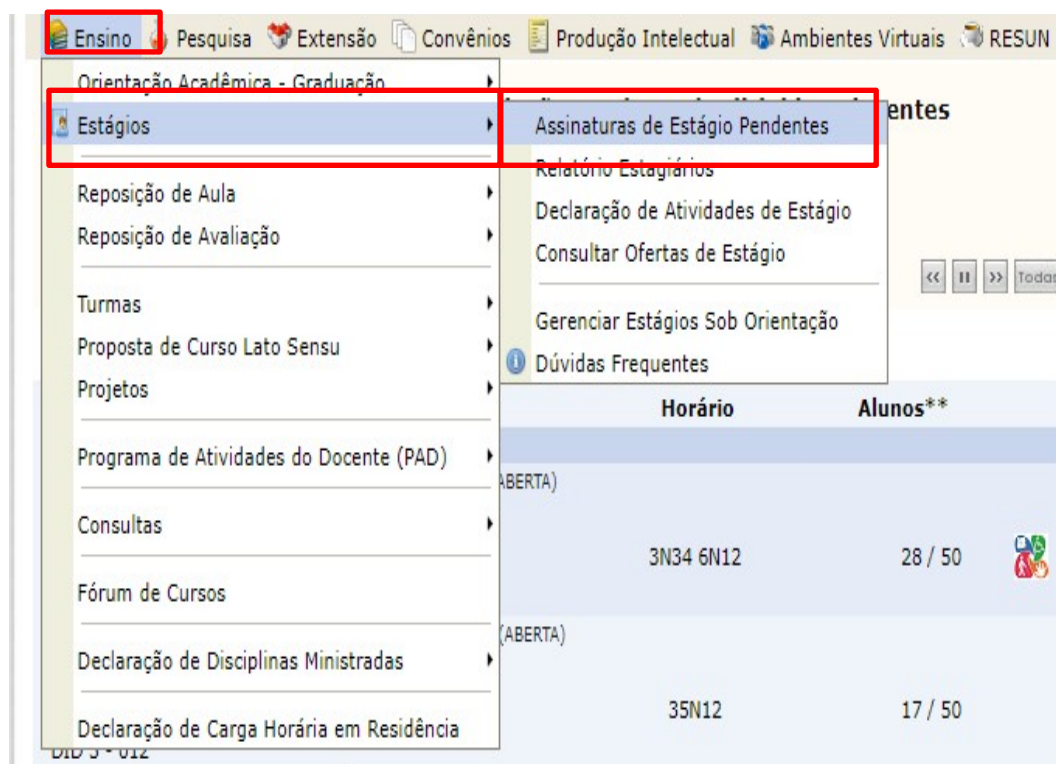 Ensino Pesquisa Extensão Convênios Produção Intelectual Ambientes Virtuais RESUN
Orientação Acadêmica - Graduação
entes
Estágios
Assinaturas de Estágio Pendentes
Relatório Estagiários
Reposição de Aula
Declaração de Atividades de Estágio
Reposição de Avaliação
Consultar Ofertas de Estágio
Todas
Turmas
Gerenciar Estágios Sob Orientação
Proposta de Curso Lato Sensu
Dúvidas Frequentes
Projetos
Horário Alunos**
Programa de Atividades do Docente (PAD)
ABERTA)
Consultas
3N34 6N12 28 / 50
Fórum de Cursos
(ABERTA)
Declaração de Disciplinas Ministradas
35N12 17 / 50
Declaração de Carga Horária em Residência